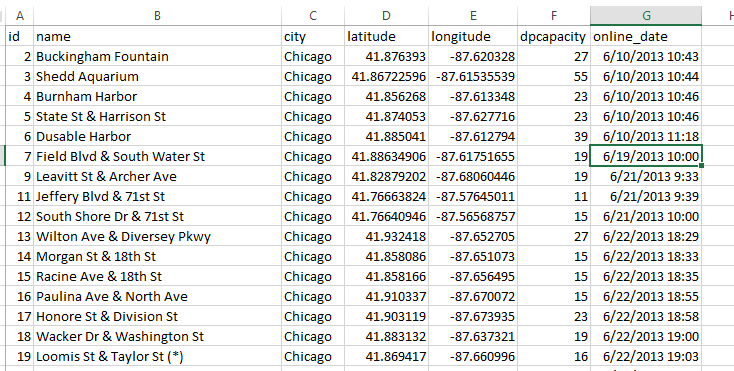 A B C D E F G H
id name city latitude longitude dpcapacity online_date
2 Buckingham Fountain Chicago 41.876393 -87.620328 27 6/10/2013 10:43
3 Shedd Aquarium Chicago 41.86722596 -87.61535539 55 6/10/2013 10:44
4 Burnham Harbor Chicago 41.856268 -87.613348 23 6/10/2013 10:46
5 State St & Harrison St Chicago 41.874053 -87.627716 23 6/10/2013 10:46
6 Dusable Harbor Chicago 41.885041 -87.612794 39 6/10/2013 11:18
7 Field Blvd & South Water St Chicago 41.88634906 -87.61751655 19 6/19/2013 10:00
9 Leavitt St & Archer Ave Chicago 41.82879202 -87.68060446 19 6/21/2013 9:33
11 Jeffery Blvd & 71st St Chicago 41.76663824 -87.57645011 11 6/21/2013 9:39
12 South Shore Dr & 71st St Chicago 41.76640946 -87.56568757 15 6/21/2013 10:00
13 Wilton Ave & Diversey Pkwy Chicago 41.932418 -87.652705 27 6/22/2013 18:29
14 Morgan St & 18th St Chicago 41.858086 -87.651073 15 6/22/2013 18:33
15 Racine Ave & 18th St Chicago 41.858166 -87.656495 15 6/22/2013 18:35
16 Paulina Ave & North Ave Chicago 41.910337 -87.670072 15 6/22/2013 18:55
17 Honore St & Division St Chicago 41.903119 -87.673935 23 6/22/2013 18:58
18 Wacker Dr & Washington St Chicago 41.883132 -87.637321 19 6/22/2013 19:00
19 Loomis St & Taylor St (*) Chicago 41.869417 -87.660996 16 6/22/2013 19:03